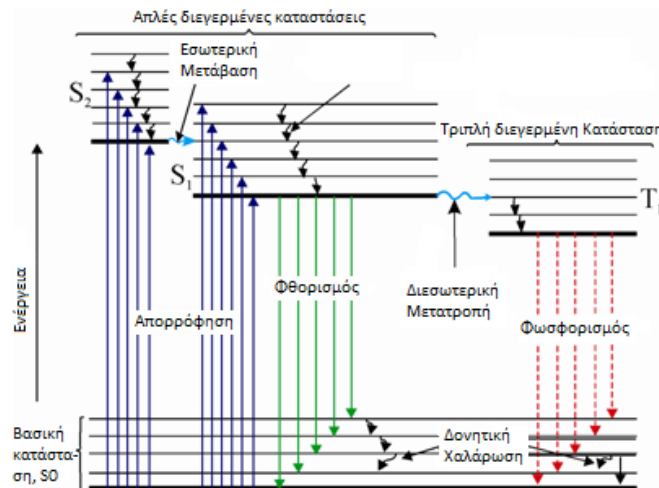 Απλές διεγερμένες καταστάσεις
Εσωτερική
Μετάβαση
S2
Τριπλή διεγερμένη Κατάσταση
S1
T1
Ενέργεια
Απορρόφηση
Φθορισμός
Διεσωτερική
Μετατροπή
Φωσφορισμός
Βασική
κατάστα-
ση, S0
Δονητική
Χαλάρωση